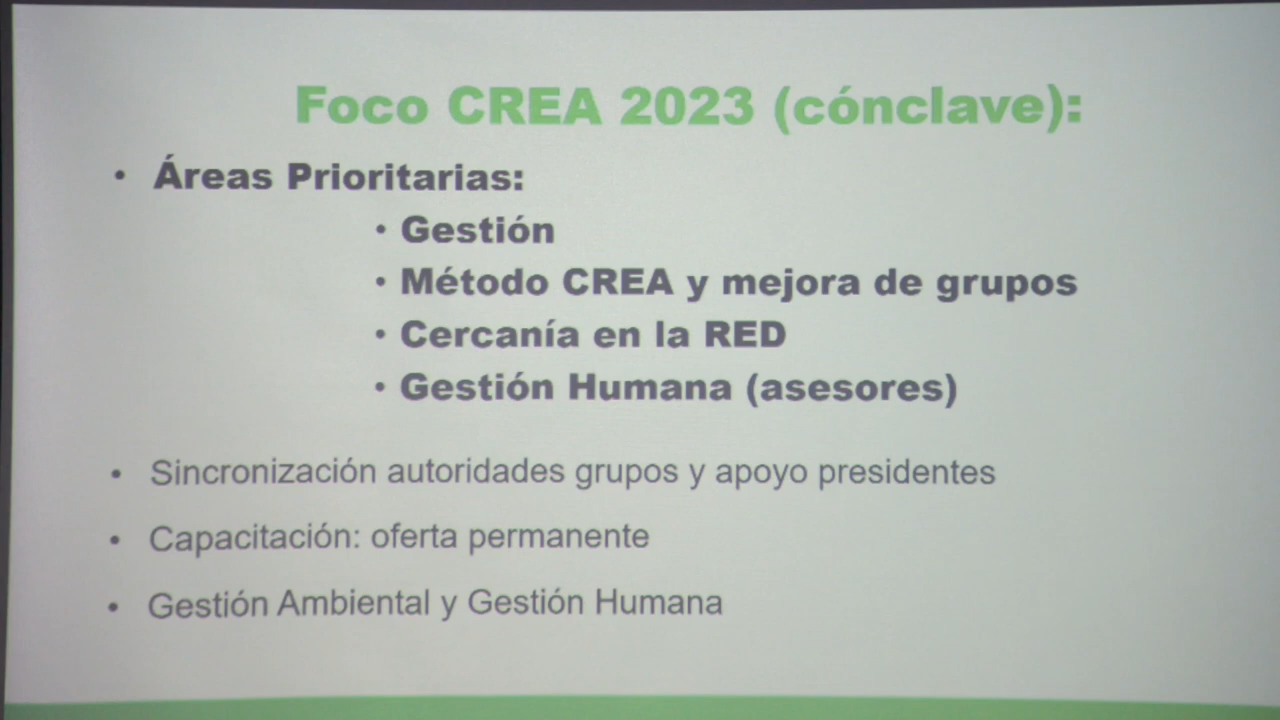 Foco CREA 2023 (cónclave):
• Áreas Prioritarias:
• Gestión
• Método CREA y mejora de grupos
• Cercanía en la RED
• Gestión Humana (asesores)
• Sincronización autoridades grupos y apoyo presidentes
• Capacitación: oferta permanente
• Gestión Ambiental y Gestión Humana